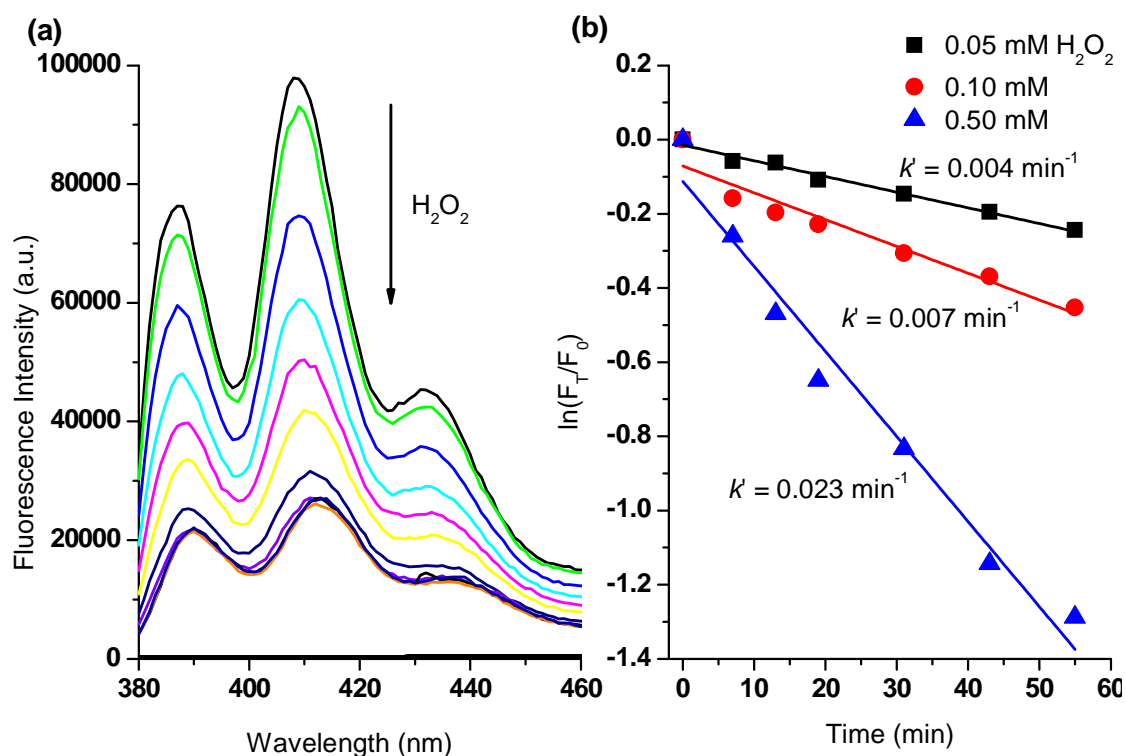 (a)
100000
80000
60000
40000
20000
0
Fluorescence Intensity (a.u.)
H₂O₂
380 400 420 440 460
Wavelength (nm)
(b)
0.05 mM H₂O₂
0.10 mM
0.50 mM
0.2
0.0
-0.2
-0.4
-0.6
-0.8
-1.0
-1.2
-1.4
ln(F_T/F₀)
k' = 0.004 min⁻¹
k' = 0.007 min⁻¹
k' = 0.023 min⁻¹
0 10 20 30 40 50 60
Time (min)